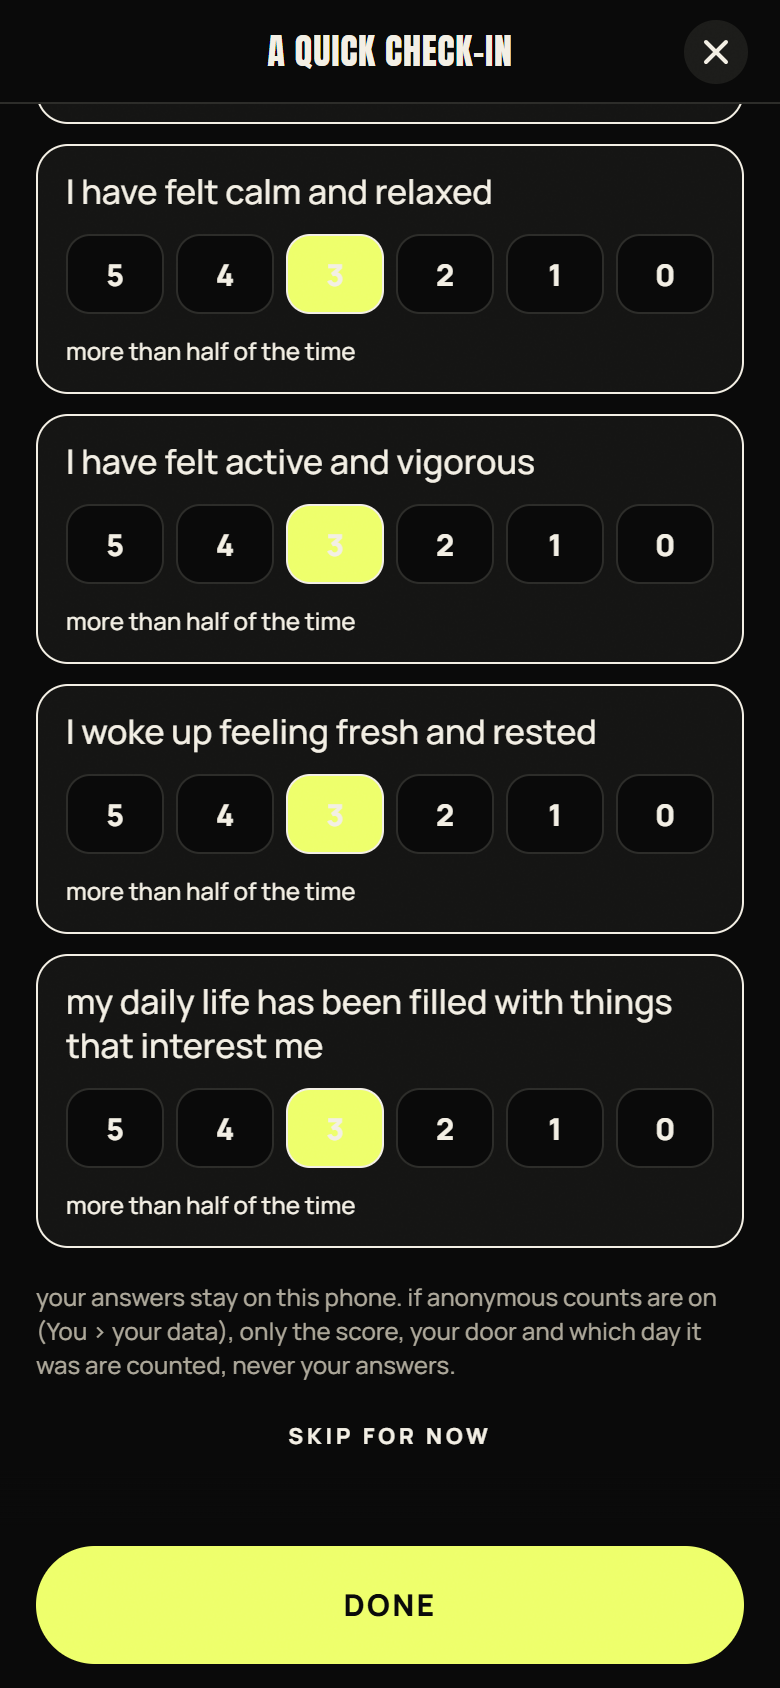 A QUICK CHECK-IN
I have felt calm and relaxed
5 4 3 2 1 0
more than half of the time
I have felt active and vigorous
5 4 3 2 1 0
more than half of the time
I woke up feeling fresh and rested
5 4 3 2 1 0
more than half of the time
my daily life has been filled with things
that interest me
5 4 3 2 1 0
more than half of the time
your answers stay on this phone. if anonymous counts are on
(You > your data), only the score, your door and which day it
was are counted, never your answers.
SKIP FOR NOW
DONE